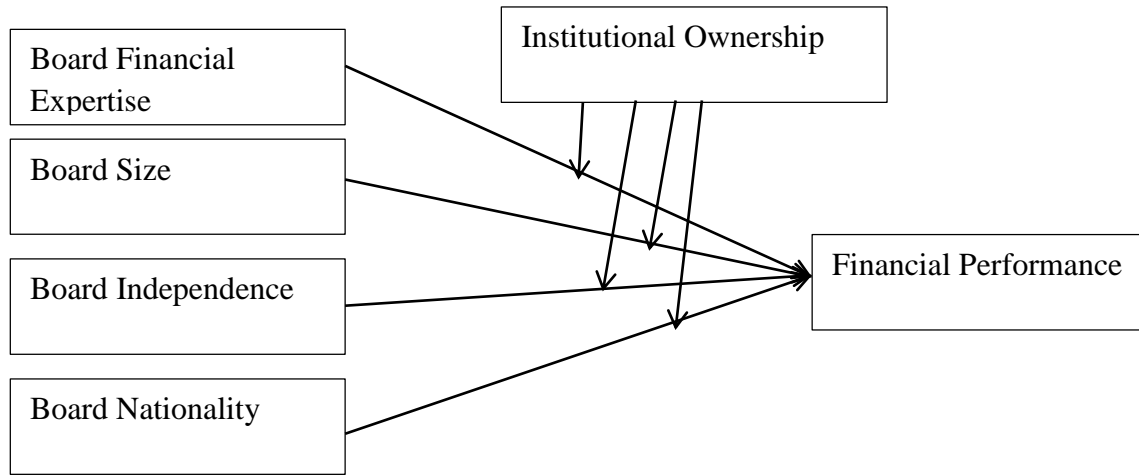 Institutional Ownership
Board Financial
Expertise
Board Size
Financial Performance
Board Independence
Board Nationality